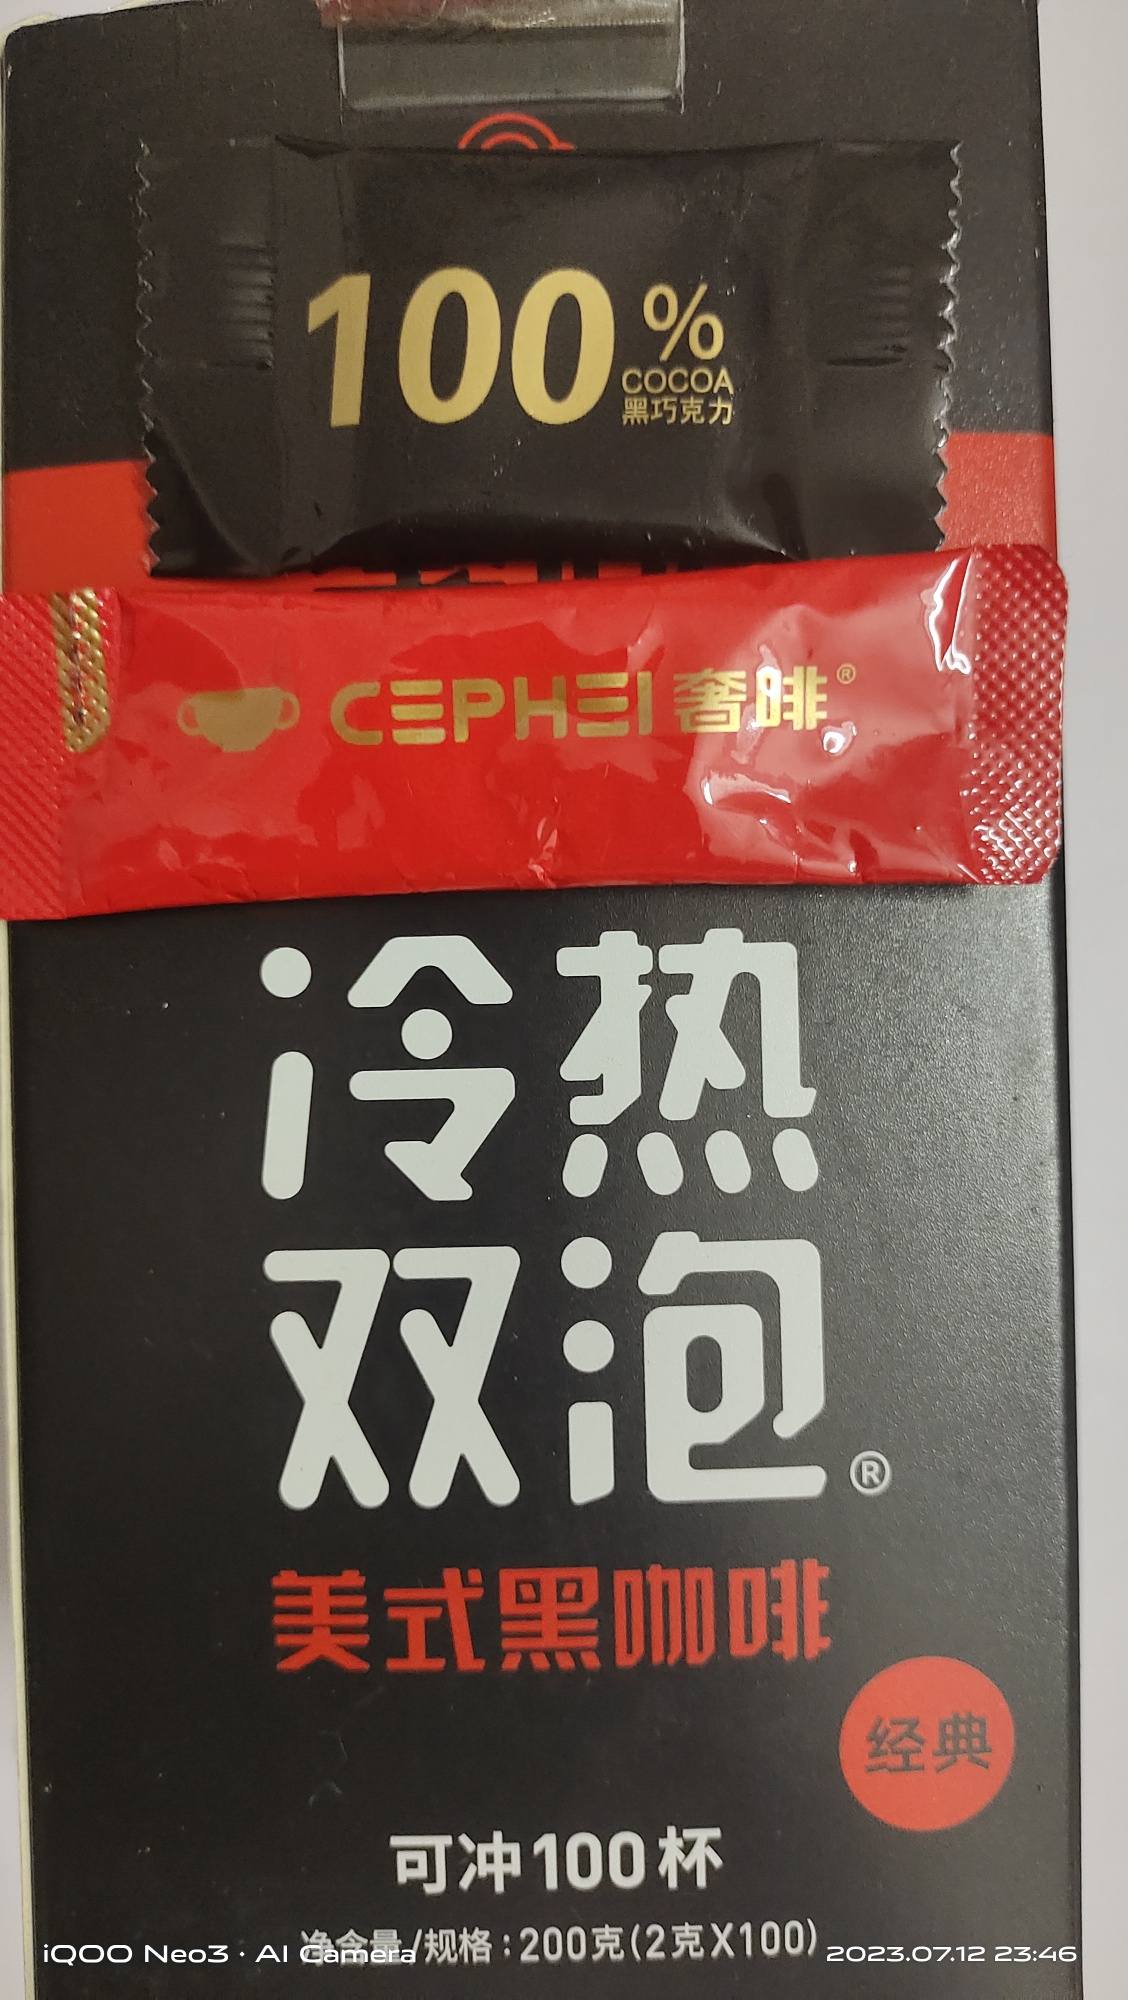 100%
COCOA
黑巧克力
CEPHEI 奢啡®
冷热
双泡®
美式黑咖啡
经典
可冲100杯
净含量/规格:200克(2克X100)
iQOO Neo3 · AI Camera
2023.07.12 23:46